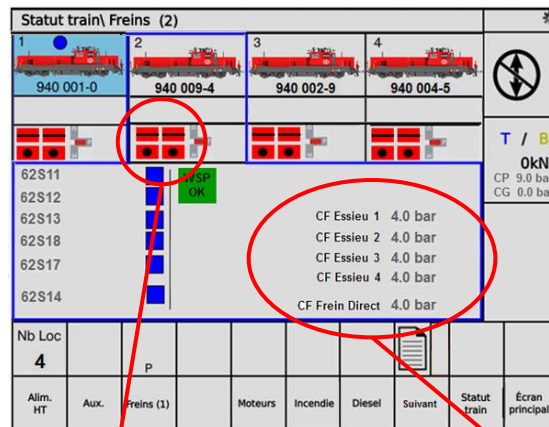 Statut train\ Freins (2)
1 2 3 4
940 001-0 940 009-4 940 002-9 940 004-5
T / B
0kN
CP 9.0 ba
CG 0.0 ba
62S11
62S12
62S13
62S18
62S17
62S14
WSP
OK
CF Essieu 1 4.0 bar
CF Essieu 2 4.0 bar
CF Essieu 3 4.0 bar
CF Essieu 4 4.0 bar
CF Frein Direct 4.0 bar
Nb Loc
4
P
Alim.
HT
Aux.
Freins (1)
Moteurs
Incendie
Diesel
Suivant
Statut
train
Écran
principal